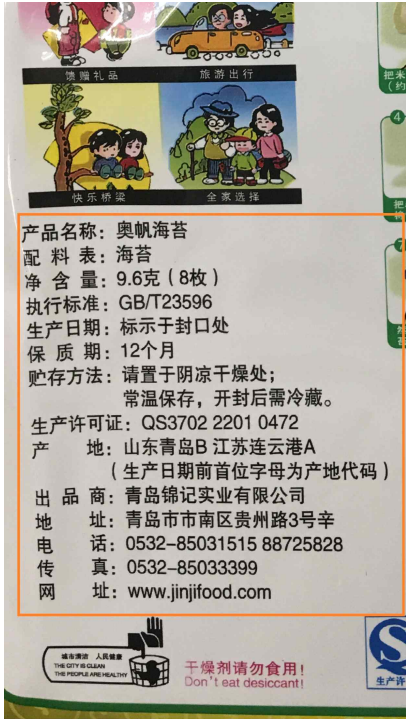 馈赠礼品
旅游出行
把米
(约
快乐桥梁
全家选择
4
把
产品名称：奥帆海苔
配料表：海苔
净含量：9.6克（8枚）
执行标准：GB/T23596
生产日期：标示于封口处
保质期：12个月
贮存方法：请置于阴凉干燥处；
常温保存，开封后需冷藏。
生产许可证：QS3702 2201 0472
产地：山东青岛B 江苏连云港A
（生产日期前首位字母为产地代码）
出品商：青岛锦记实业有限公司
地址：青岛市市南区贵州路3号辛
电话：0532-85031515 88725828
传真：0532-85033399
网址：www.jinjifood.com
城市清洁 人民健康
THE CITY IS CLEAN
THE PEOPLE ARE HEALTHY
干燥剂请勿食用！
Don't eat desiccant!
生产许